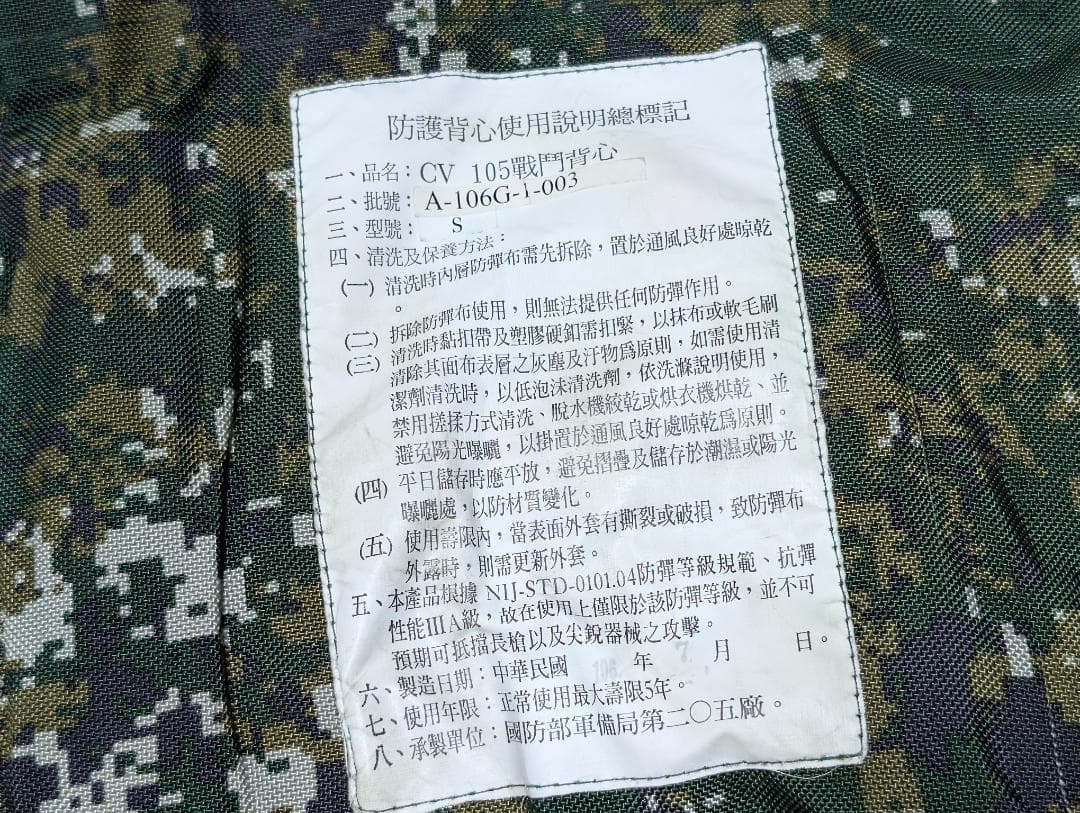 防護背心使用說明總標記
一、品名：CV 105戰鬥背心
二、批號：A-106G-1-003
三、型號： S
四、清洗及保養方法：
(一) 清洗時內層防彈布需先拆除，置於通風良好處晾乾
。
(二) 拆除防彈布使用，則無法提供任何防彈作用。
(三) 清洗時黏扣帶及塑膠硬釦需扣緊，以抹布或軟毛刷
清除其面布表層之灰塵及汙物爲原則，如需使用清
潔劑清洗時，以低泡沫清洗劑，依洗滌說明使用，
禁用搓揉方式清洗、脫水機絞乾或烘衣機烘乾、並
避免陽光曝曬，以掛置於通風良好處晾乾爲原則。
(四) 平日儲存時應平放，避免摺疊及儲存於潮濕或陽光
曝曬處，以防材質變化。
(五) 使用壽限內，當表面外套有撕裂或破損，致防彈布
外露時，則需更新外套。
五、本產品根據 NIJ-STD-0101.04防彈等級規範、抗彈
性能ⅢA級，故在使用上僅限於該防彈等級，並不可
預期可抵擋長槍以及尖銳器械之攻擊。
六、製造日期：中華民國 106 年 7 月 日。
七、使用年限：正常使用最大壽限5年。
八、承製單位：國防部軍備局第二〇五廠。